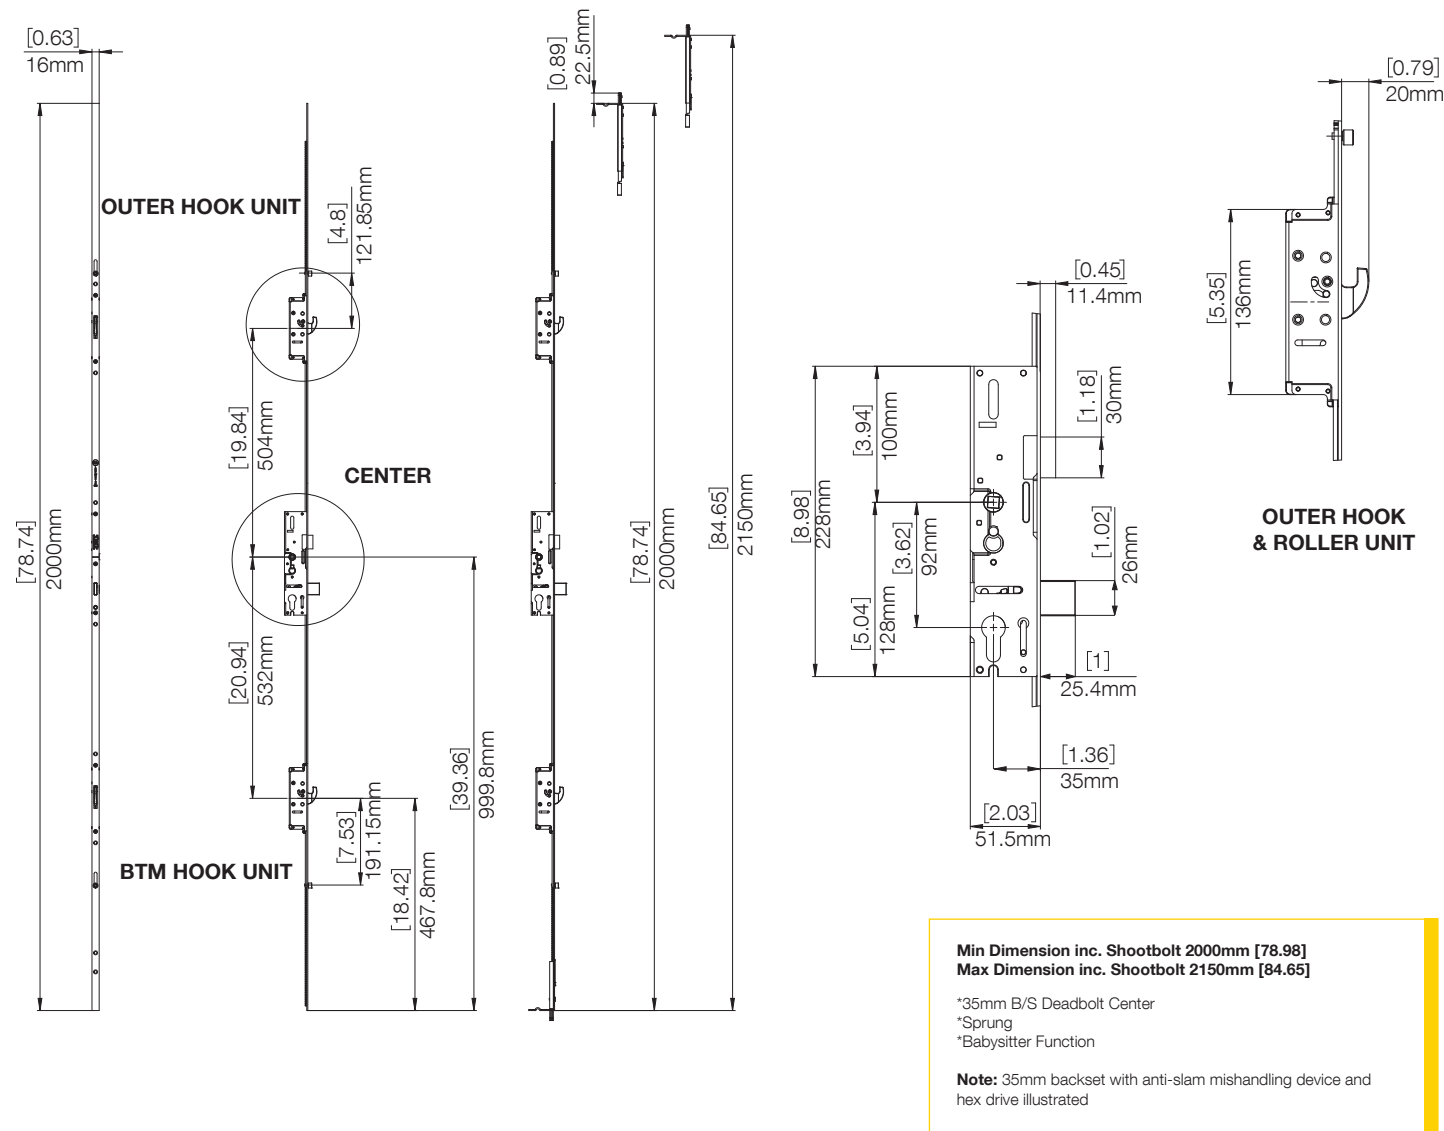 [0.63]
16mm
[78.74]
2000mm
OUTER HOOK UNIT
[4.8]
121.85mm
[19.84]
504mm
CENTER
[20.94]
532mm
[39.36]
999.8mm
BTM HOOK UNIT
[7.53]
191.15mm
[18.42]
467.8mm
[0.89]
22.5mm
[78.74]
2000mm
[84.65]
2150mm
[0.45]
11.4mm
[1.18]
30mm
[3.94]
100mm
[8.98]
228mm
[3.62]
92mm
[5.04]
128mm
[1.02]
26mm
[1]
25.4mm
[1.36]
35mm
[2.03]
51.5mm
[0.79]
20mm
[5.35]
136mm
OUTER HOOK
& ROLLER UNIT
Min Dimension inc. Shootbolt 2000mm [78.98]
Max Dimension inc. Shootbolt 2150mm [84.65]
*35mm B/S Deadbolt Center
*Sprung
*Babysitter Function
Note: 35mm backset with anti-slam mishandling device and
hex drive illustrated